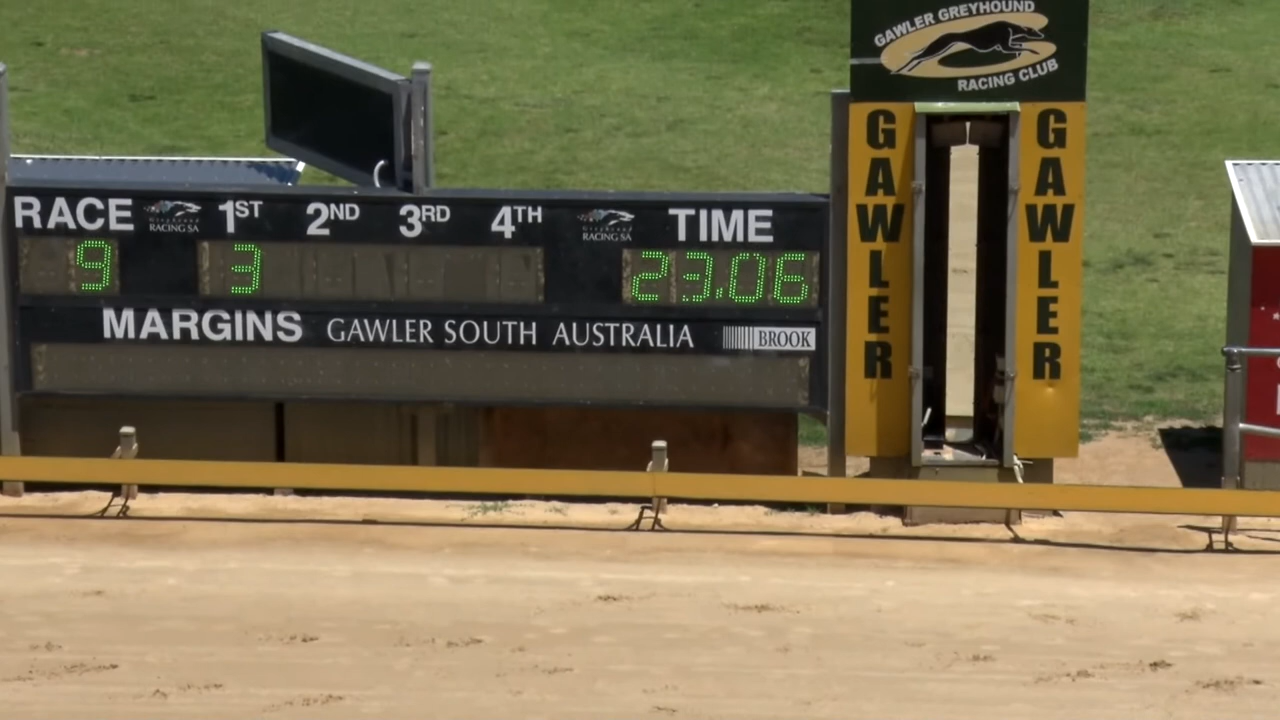 GAWLER GREYHOUND
RACING CLUB
RACE 1ST 2ND 3RD 4TH TIME
Greyhound
RACING SA
Greyhound
RACING SA
9 3 23.06
MARGINS GAWLER SOUTH AUSTRALIA BROOK
GAWLER
GAWLER